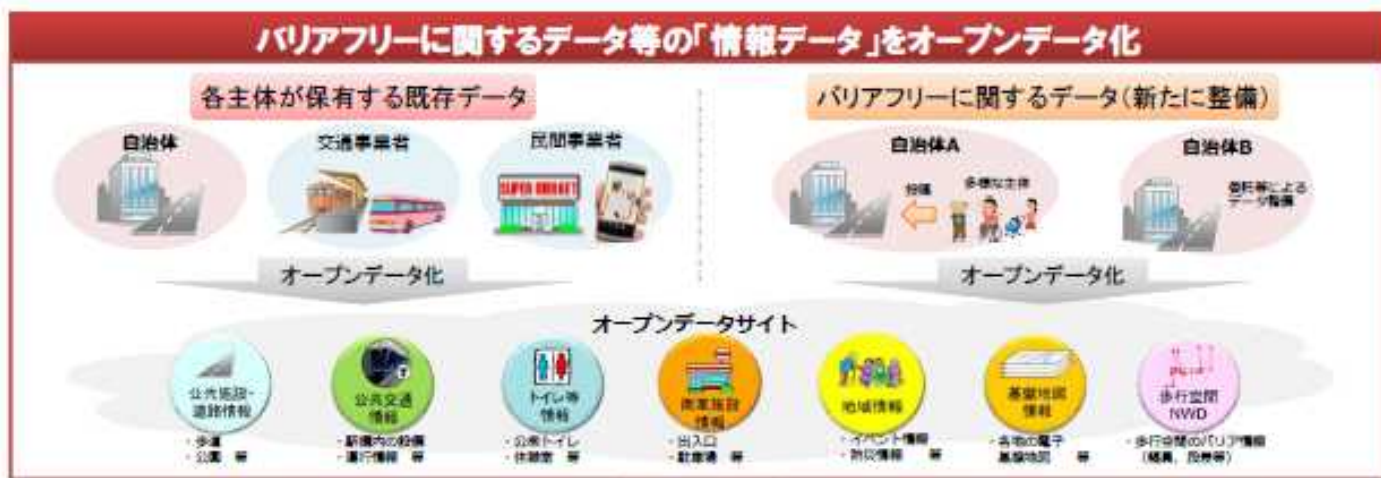 バリアフリーに関するデータ等の「情報データ」をオープンデータ化
各主体が保有する既存データ
バリアフリーに関するデータ（新たに整備）
自治体
交通事業者
民間事業者
SUPER MARKET
自治体A
投稿
多様な主体
自治体B
委託等による
データ整備
オープンデータ化
オープンデータ化
オープンデータサイト
公共施設・
道路情報
・歩道
・公園 等
公共交通
情報
・駅構内の設備
・運行情報 等
トイレ等
情報
・公衆トイレ
・休憩室 等
商業施設
情報
・出入口
・駐車場 等
地域情報
・イベント情報
・防災情報 等
基盤地図
情報
・各地の電子
基盤地図 等
歩行空間
NWD
・歩行空間のバリア情報
（幅員、段差等）